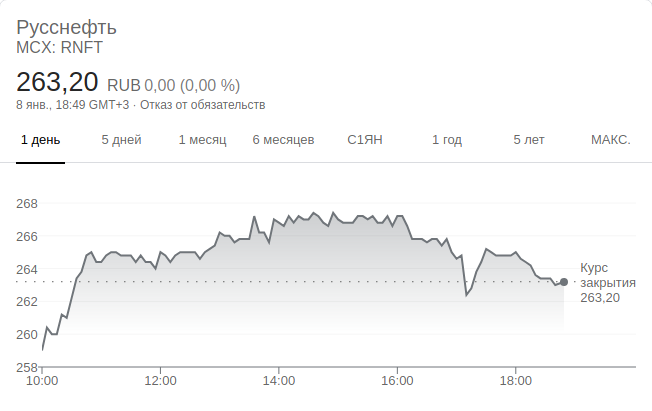 Русснефть
MCX: RNFT
263,20 RUB 0,00 (0,00 %)
8 янв., 18:49 GMT+3 · Отказ от обязательств
1 день 5 дней 1 месяц 6 месяцев С1ЯН 1 год 5 лет МАКС.
268
266
264
262
260
258
Курс
закрытия
263,20
10:00 12:00 14:00 16:00 18:00